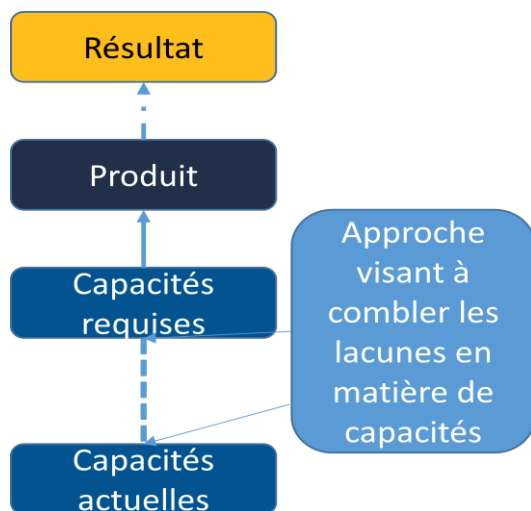 Résultat
Produit
Capacités
requises
Approche
visant à
combler les
lacunes en
matière de
capacités
Capacités
actuelles